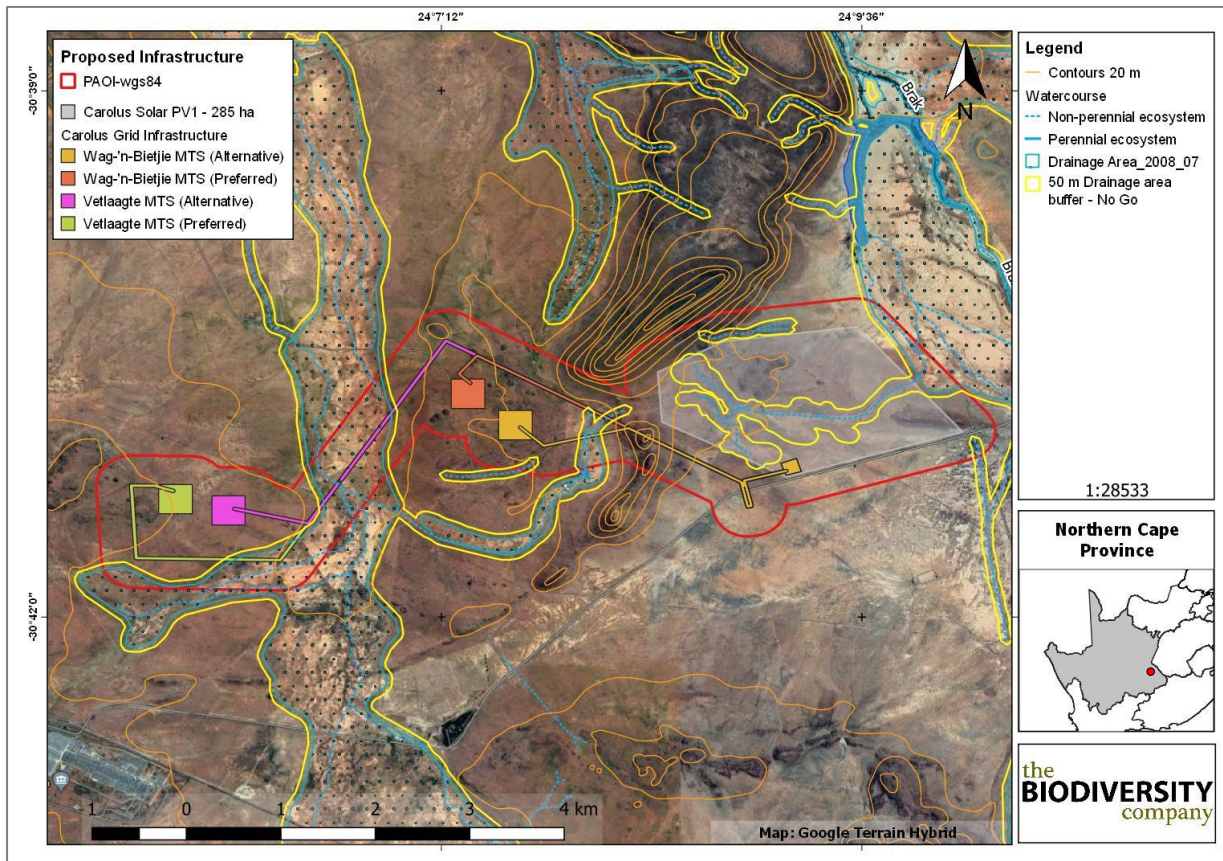 24°7'12"
24°9'36"
-30°39'0"
-30°42'0"
Proposed Infrastructure
PAOI-wgs84
Carolus Solar PV1 - 285 ha
Carolus Grid Infrastructure
Wag-'n-Bietjie MTS (Alternative)
Wag-'n-Bietjie MTS (Preferred)
Vetlaagte MTS (Alternative)
Vetlaagte MTS (Preferred)
Brak
N
1 0 1 2 3 4 km
Map: Google Terrain Hybrid
Legend
Contours 20 m
Watercourse
Non-perennial ecosystem
Perennial ecosystem
Drainage Area_2008_07
50 m Drainage area
buffer - No Go
1:28533
Northern Cape
Province
the
BIODIVERSITY
company